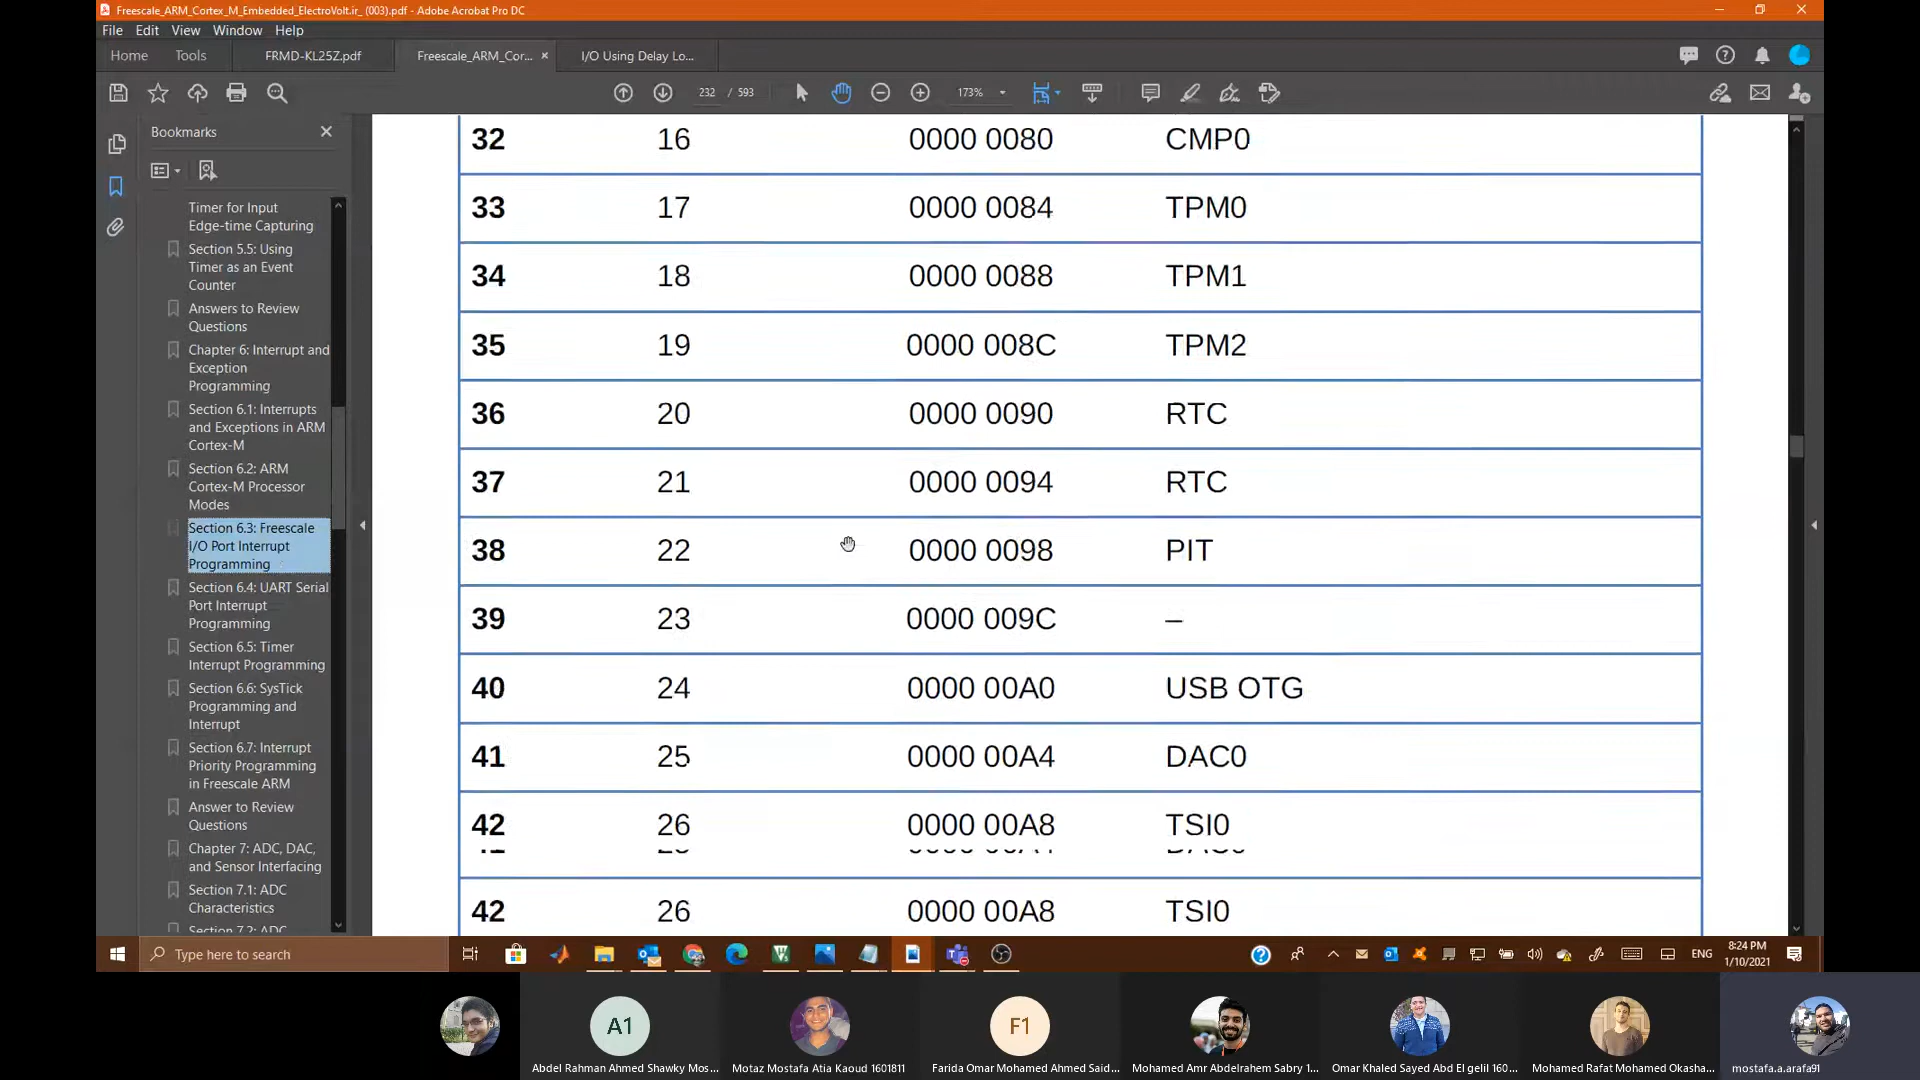 Freescale_ARM_Cortex_M_Embedded_ElectroVolt.ir_ (003).pdf - Adobe Acrobat Pro DC
File Edit View Window Help
Home Tools FRMD-KL25Z.pdf Freescale_ARM_Cor... × I/O Using Delay Lo...
232 / 593 173%
Bookmarks
Timer for Input
Edge-time Capturing
Section 5.5: Using
Timer as an Event
Counter
Answers to Review
Questions
Chapter 6: Interrupt and
Exception
Programming
Section 6.1: Interrupts
and Exceptions in ARM
Cortex-M
Section 6.2: ARM
Cortex-M Processor
Modes
Section 6.3: Freescale
I/O Port Interrupt
Programming
Section 6.4: UART Serial
Port Interrupt
Programming
Section 6.5: Timer
Interrupt Programming
Section 6.6: SysTick
Programming and
Interrupt
Section 6.7: Interrupt
Priority Programming
in Freescale ARM
Answer to Review
Questions
Chapter 7: ADC, DAC,
and Sensor Interfacing
Section 7.1: ADC
Characteristics
Section 7.2: ADC
32 16 0000 0080 CMP0
33 17 0000 0084 TPM0
34 18 0000 0088 TPM1
35 19 0000 008C TPM2
36 20 0000 0090 RTC
37 21 0000 0094 RTC
38 22 0000 0098 PIT
39 23 0000 009C –
40 24 0000 00A0 USB OTG
41 25 0000 00A4 DAC0
42 26 0000 00A8 TSI0
42 26 0000 00A8 TSI0
Type here to search
ENG
8:24 PM
1/10/2021
A1
F1
Abdel Rahman Ahmed Shawky Mos...
Motaz Mostafa Atia Kaoud 1601811
Farida Omar Mohamed Ahmed Said...
Mohamed Amr Abdelrahem Sabry 1...
Omar Khaled Sayed Abd El gelil 160...
Mohamed Rafat Mohamed Okasha...
mostafa.a.arafa91